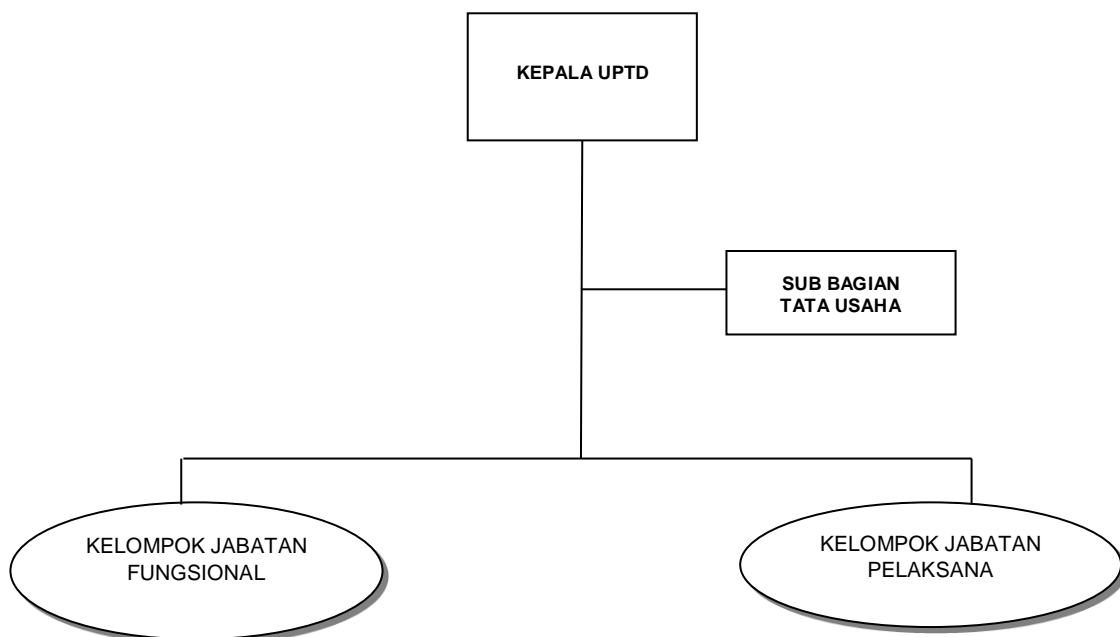 KEPALA UPTD
SUB BAGIAN
TATA USAHA
KELOMPOK JABATAN
FUNGSIONAL
KELOMPOK JABATAN
PELAKSANA